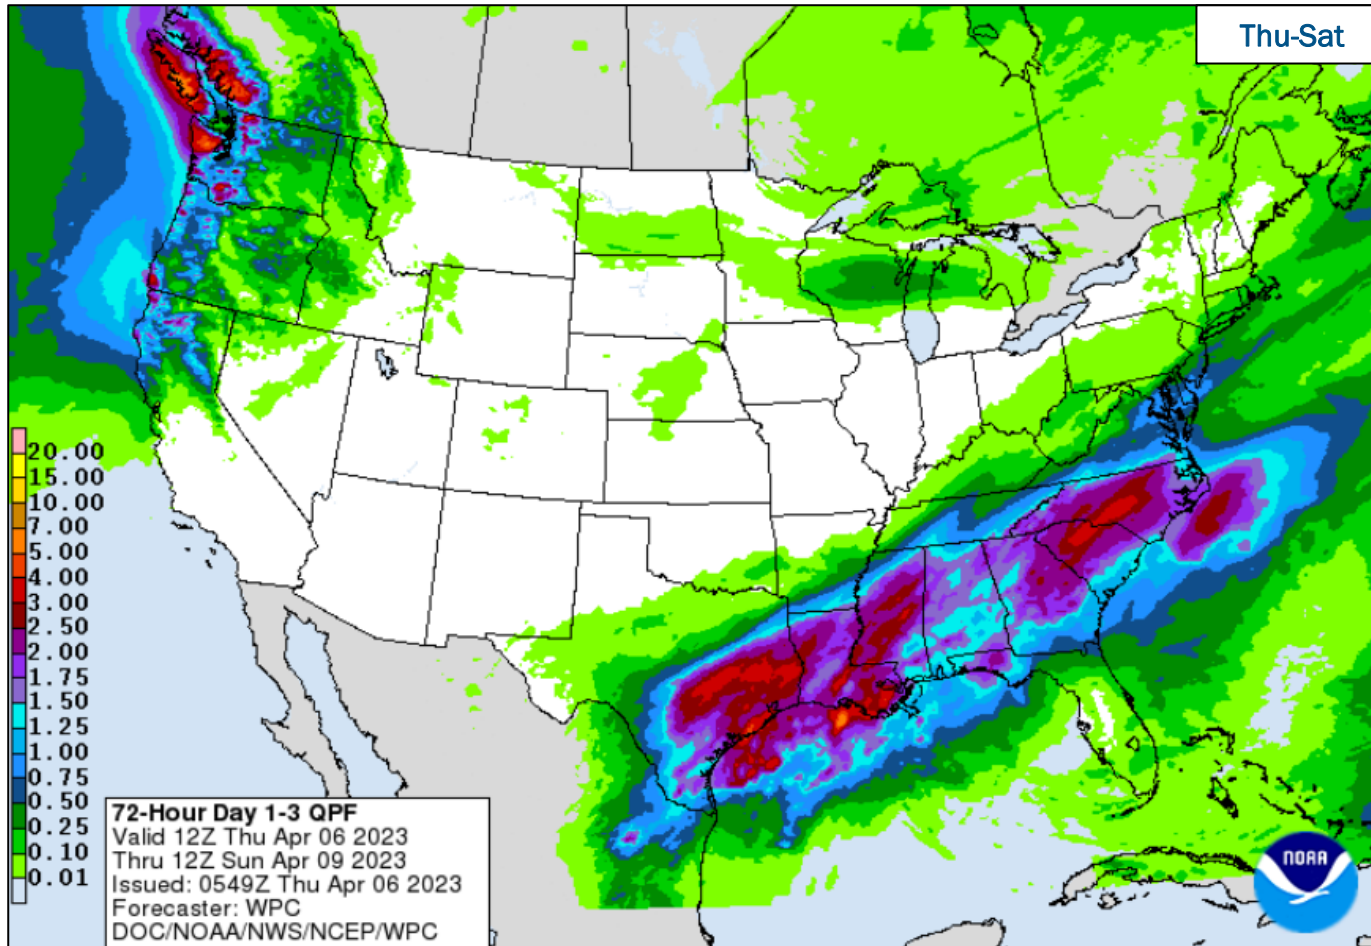 Thu-Sat
20.00
15.00
10.00
7.00
5.00
4.00
3.00
2.50
2.00
1.75
1.50
1.25
1.00
0.75
0.50
0.25
0.10
0.01
72-Hour Day 1-3 QPF
Valid 12Z Thu Apr 06 2023
Thru 12Z Sun Apr 09 2023
Issued: 0549Z Thu Apr 06 2023
Forecaster: WPC
DOC/NOAA/NWS/NCEP/WPC
NOAA